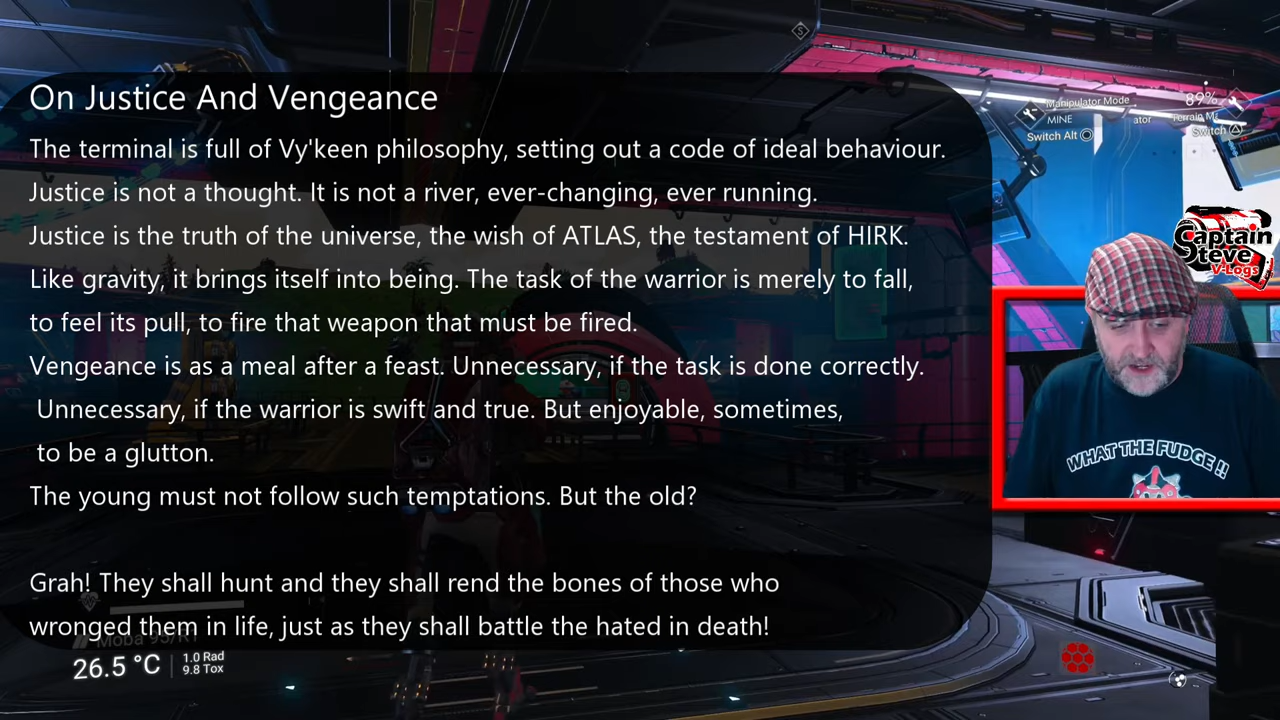 On Justice And Vengeance
The terminal is full of Vy'keen philosophy, setting out a code of ideal behaviour.
Justice is not a thought. It is not a river, ever-changing, ever running.
Justice is the truth of the universe, the wish of ATLAS, the testament of HIRK.
Like gravity, it brings itself into being. The task of the warrior is merely to fall,
to feel its pull, to fire that weapon that must be fired.
Vengeance is as a meal after a feast. Unnecessary, if the task is done correctly.
Unnecessary, if the warrior is swift and true. But enjoyable, sometimes,
to be a glutton.
The young must not follow such temptations. But the old?
Grah! They shall hunt and they shall rend the bones of those who
wronged them in life, just as they shall battle the hated in death!
S
Manipulator Mode
MINE
Switch Alt
89%
ator
Terrain
Switch
Captain
Steve
V-Logs
WHAT THE FUDGE !!
26.5 °C
1.0 Rad
9.8 Tox